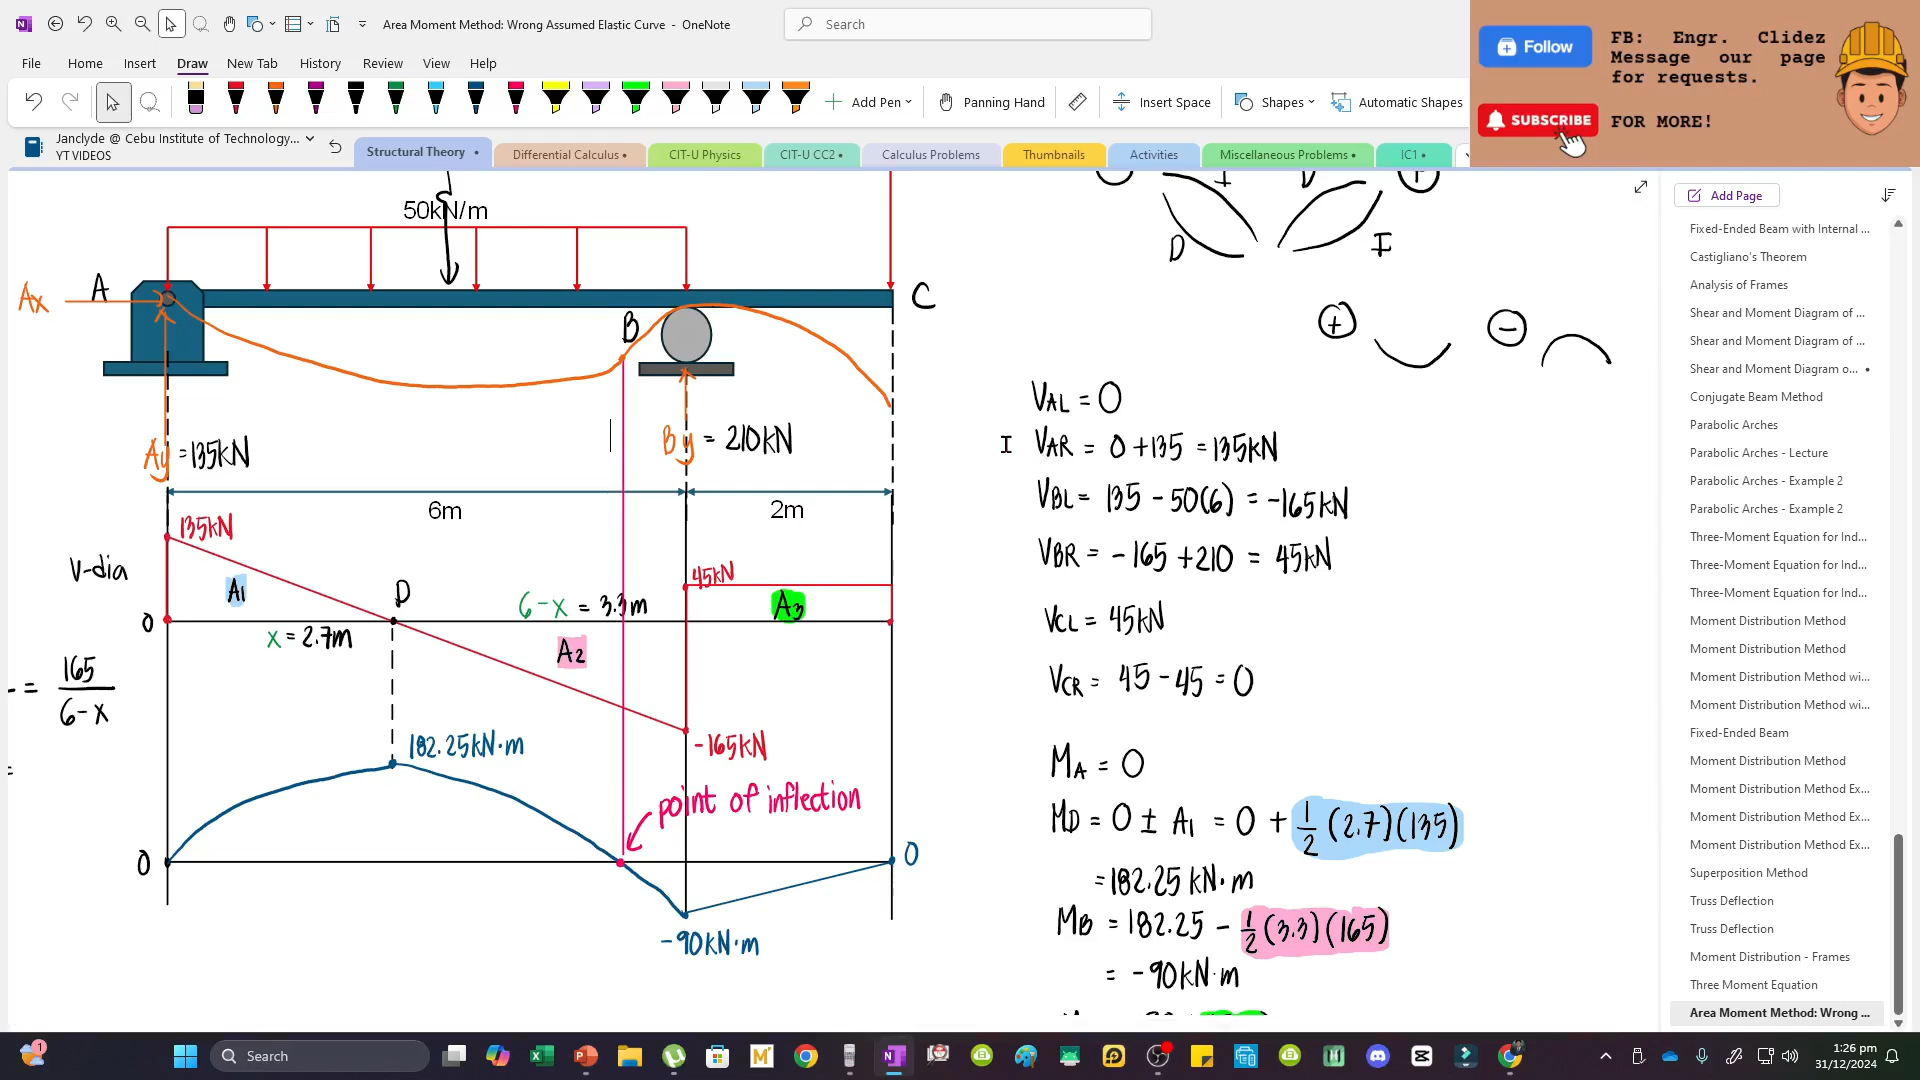 Area Moment Method: Wrong Assumed Elastic Curve - OneNote
Search
Follow
FB: Engr. Clidez
Message our page
for requests.
SUBSCRIBE
FOR MORE!
File
Home
Insert
Draw
New Tab
History
Review
View
Help
Add Pen
Panning Hand
Insert Space
Shapes
Automatic Shapes
Janclyde @ Cebu Institute of Technology...
YT VIDEOS
Structural Theory
Differential Calculus
CIT-U Physics
CIT-U CC2
Calculus Problems
Thumbnails
Activities
Miscellaneous Problems
IC1
Add Page
Fixed-Ended Beam with Internal ...
Castigliano's Theorem
Analysis of Frames
Shear and Moment Diagram of ...
Shear and Moment Diagram of ...
Shear and Moment Diagram o...
Conjugate Beam Method
Parabolic Arches
Parabolic Arches - Lecture
Parabolic Arches - Example 2
Parabolic Arches - Example 2
Three-Moment Equation for Ind...
Three-Moment Equation for Ind...
Three-Moment Equation for Ind...
Moment Distribution Method
Moment Distribution Method
Moment Distribution Method wi...
Moment Distribution Method wi...
Fixed-Ended Beam
Moment Distribution Method
Moment Distribution Method Ex...
Moment Distribution Method Ex...
Moment Distribution Method Ex...
Superposition Method
Truss Deflection
Truss Deflection
Moment Distribution - Frames
Three Moment Equation
Area Moment Method: Wrong ...
50kN/m
Ax
A
B
C
Ay = 135kN
By = 210kN
6m
2m
135kN
V-dia
A1
D
6-x = 3.3m
45kN
A3
0
x = 2.7m
A2
= 165/(6-x)
-165kN
182.25kN·m
point of inflection
0
0
-90kN·m
D
I
+
-
VAL = 0
I VAR = 0 + 135 = 135kN
VBL = 135 - 50(6) = -165kN
VBR = -165 + 210 = 45kN
VCL = 45kN
VCR = 45 - 45 = 0
MA = 0
MD = 0 ± A1 = 0 + 1/2 (2.7)(135)
= 182.25 kN·m
MB = 182.25 - 1/2 (3.3)(165)
= -90kN·m
Search
1:26 pm
31/12/2024